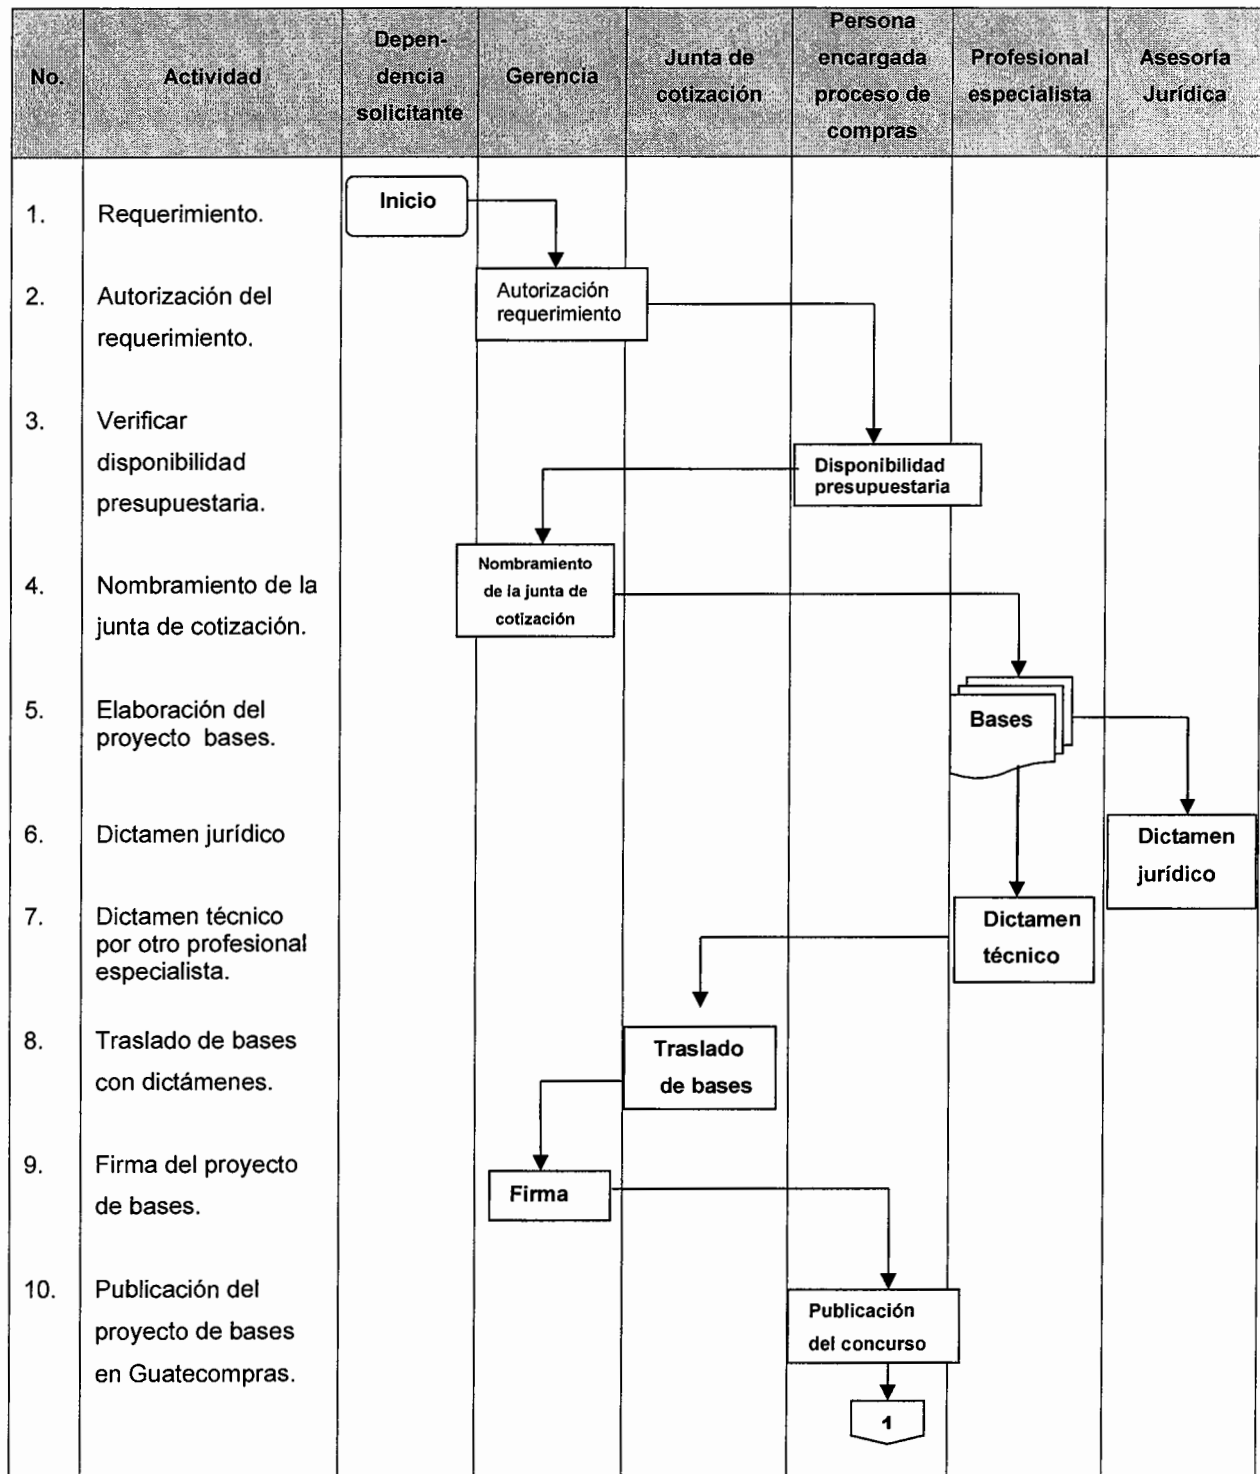 No.
Actividad
Depen-
dencia
solicitante
Gerencia
Junta de
cotización
Persona
encargada
proceso de
compras
Profesional
especialista
Asesoría
Jurídica
1.
Requerimiento.
Inicio
2.
Autorización del
requerimiento.
Autorización
requerimiento
3.
Verificar
disponibilidad
presupuestaria.
Disponibilidad
presupuestaria
4.
Nombramiento de la
junta de cotización.
Nombramiento
de la junta de
cotización
5.
Elaboración del
proyecto bases.
Bases
6.
Dictamen jurídico
Dictamen
jurídico
7.
Dictamen técnico
por otro profesional
especialista.
Dictamen
técnico
8.
Traslado de bases
con dictámenes.
Traslado
de bases
9.
Firma del proyecto
de bases.
Firma
10.
Publicación del
proyecto de bases
en Guatecompras.
Publicación
del concurso
1